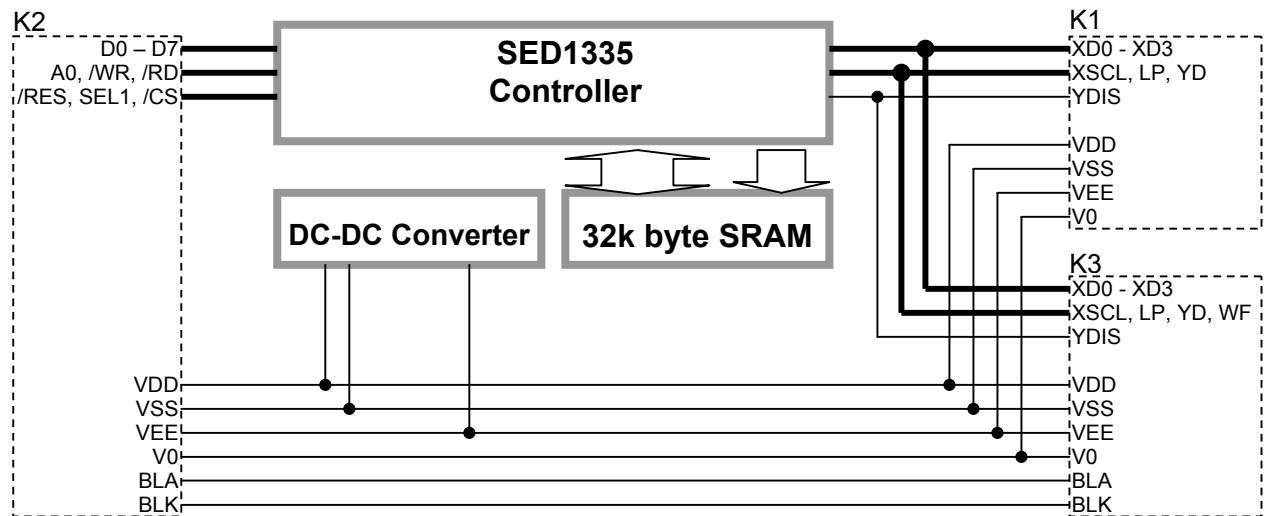 K2
D0 – D7
A0, /WR, /RD
/RES, SEL1, /CS
VDD
VSS
VEE
V0
BLA
BLK
SED1335
Controller
DC-DC Converter
32k byte SRAM
K1
XD0 - XD3
XSCL, LP, YD
YDIS
VDD
VSS
VEE
V0
K3
XD0 - XD3
XSCL, LP, YD, WF
YDIS
VDD
VSS
VEE
V0
BLA
BLK